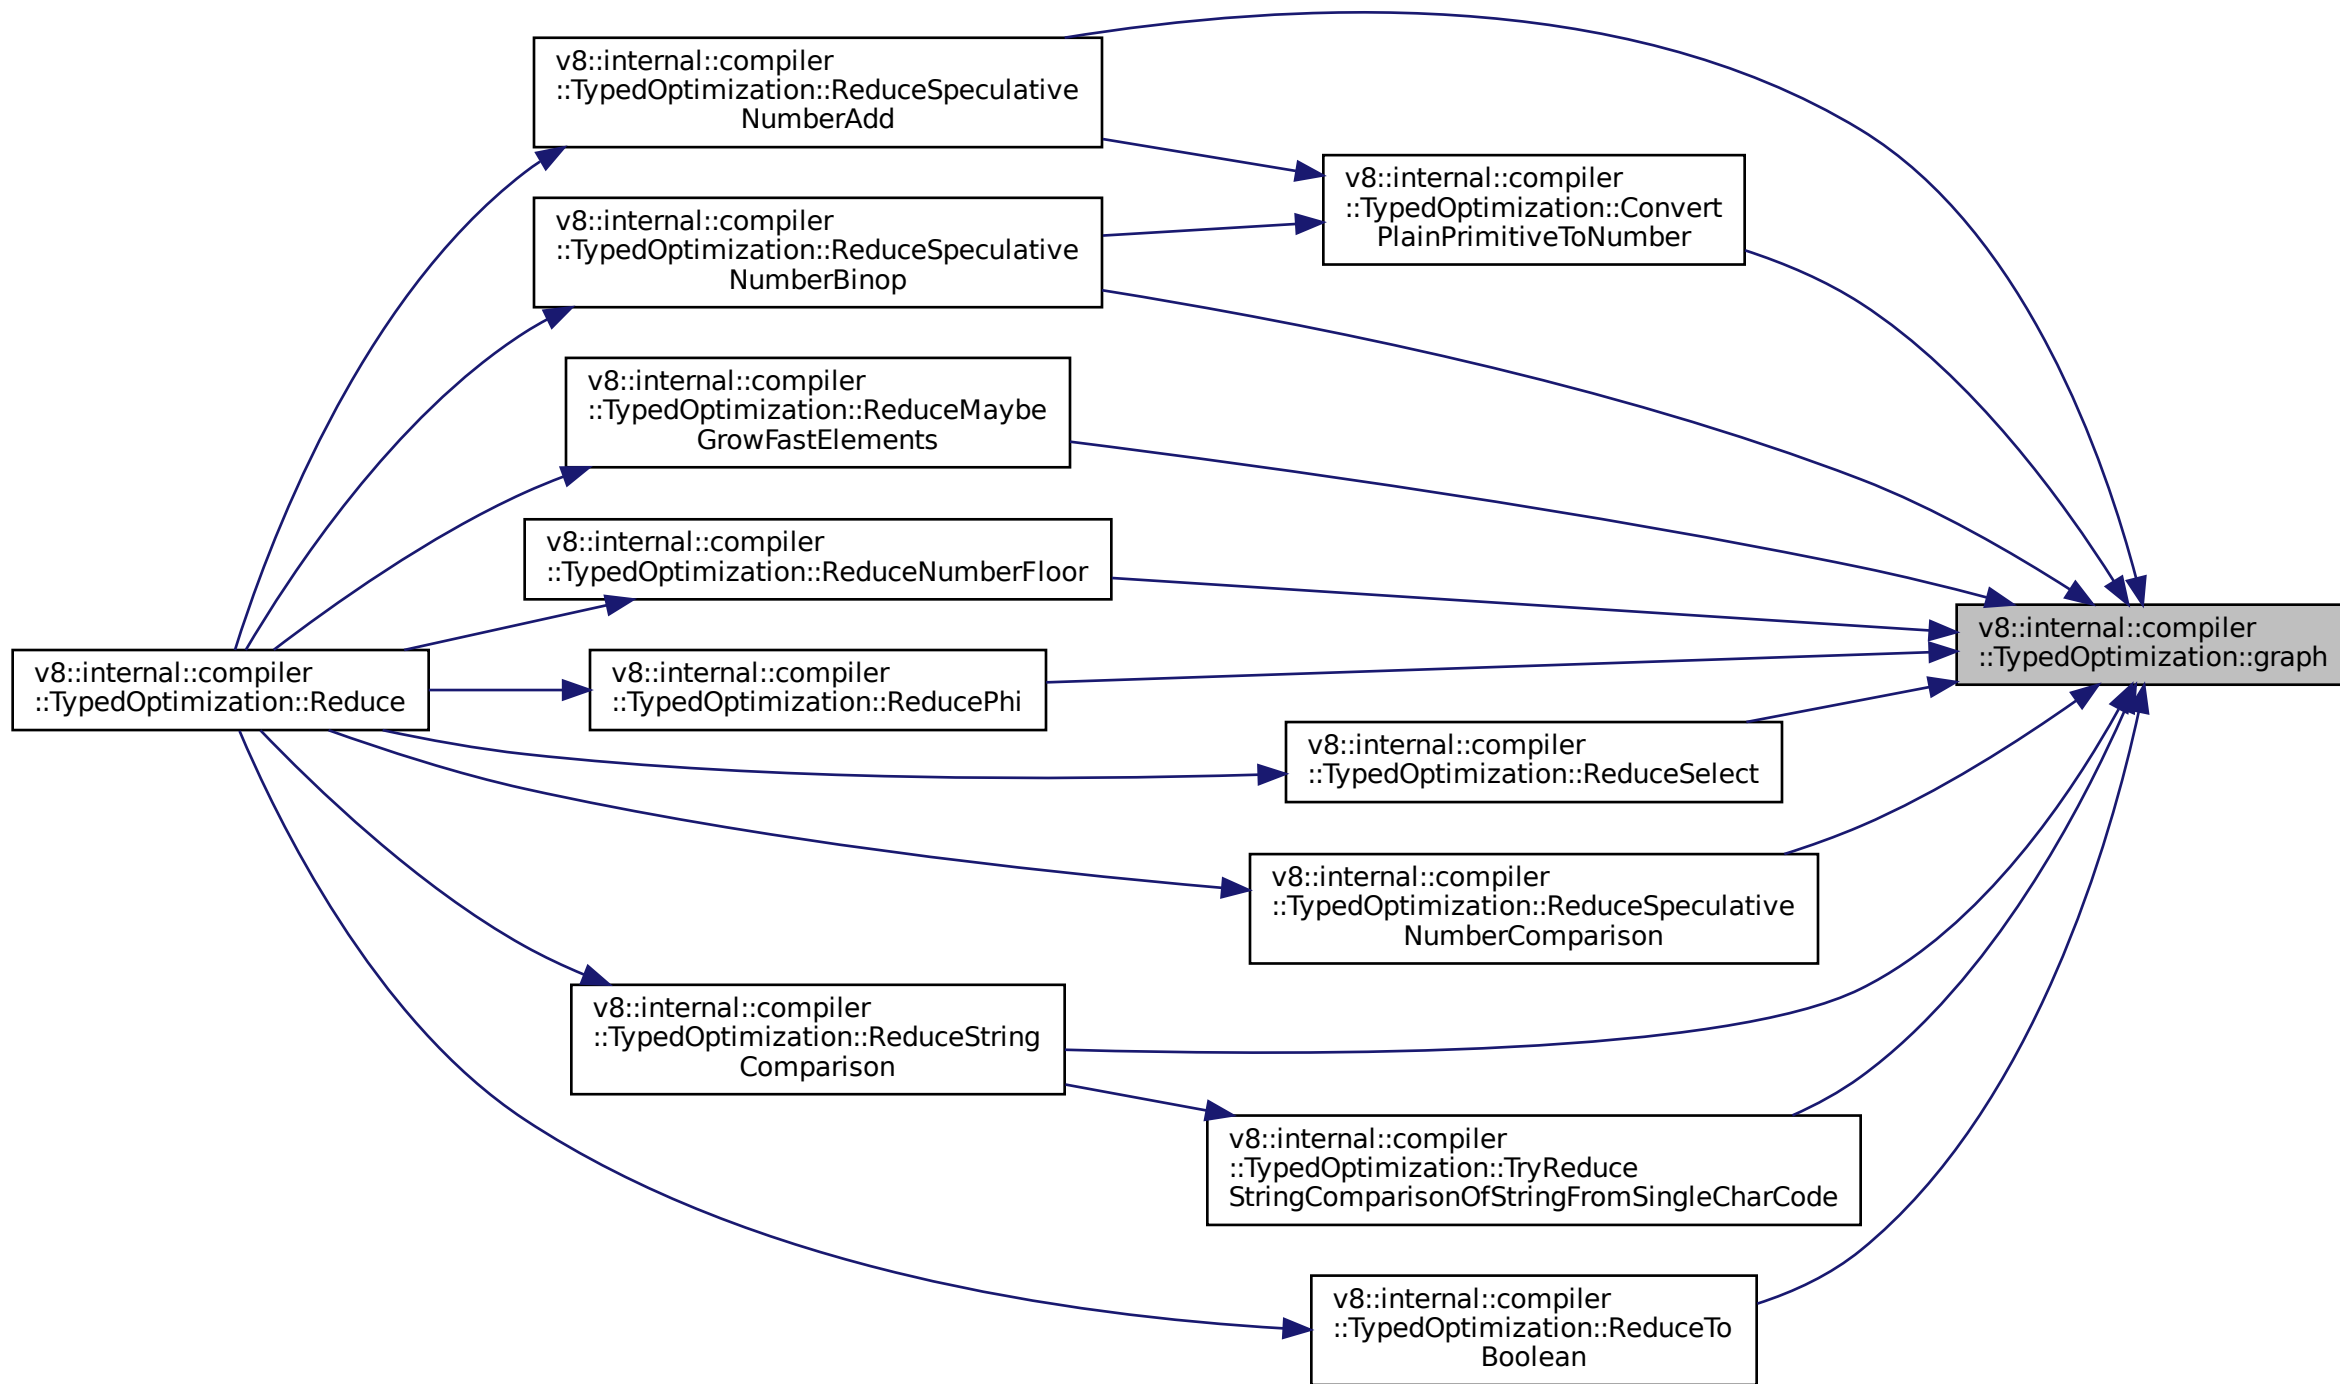 v8::internal::compiler
::TypedOptimization::ReduceSpeculative
NumberAdd
v8::internal::compiler
::TypedOptimization::Convert
PlainPrimitiveToNumber
v8::internal::compiler
::TypedOptimization::ReduceSpeculative
NumberBinop
v8::internal::compiler
::TypedOptimization::ReduceMaybe
GrowFastElements
v8::internal::compiler
::TypedOptimization::ReduceNumberFloor
v8::internal::compiler
::TypedOptimization::graph
v8::internal::compiler
::TypedOptimization::Reduce
v8::internal::compiler
::TypedOptimization::ReducePhi
v8::internal::compiler
::TypedOptimization::ReduceSelect
v8::internal::compiler
::TypedOptimization::ReduceSpeculative
NumberComparison
v8::internal::compiler
::TypedOptimization::ReduceString
Comparison
v8::internal::compiler
::TypedOptimization::TryReduce
StringComparisonOfStringFromSingleCharCode
v8::internal::compiler
::TypedOptimization::ReduceTo
Boolean